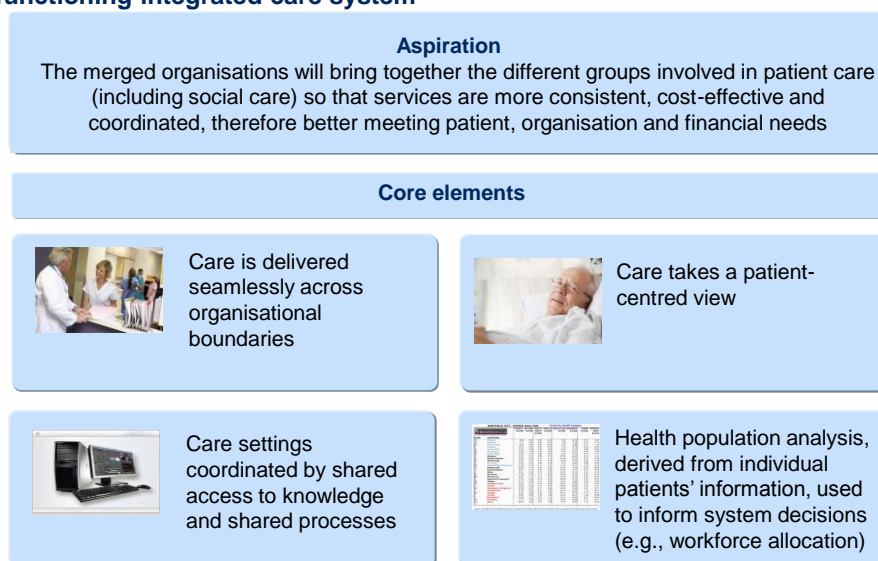 functioning integrated care system
Aspiration
The merged organisations will bring together the different groups involved in patient care
(including social care) so that services are more consistent, cost-effective and
coordinated, therefore better meeting patient, organisation and financial needs
Core elements
Care is delivered
seamlessly across
organisational
boundaries
Care takes a patient-
centred view
Care settings
coordinated by shared
access to knowledge
and shared processes
Health population analysis,
derived from individual
patients' information, used
to inform system decisions
(e.g., workforce allocation)